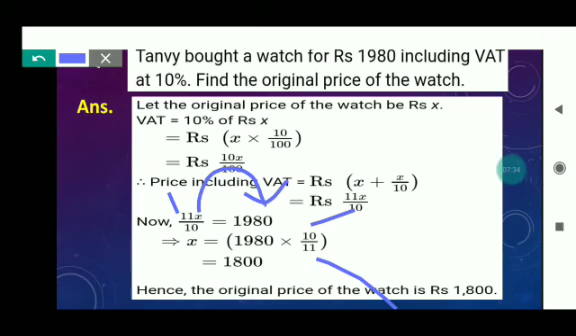 Tanvy bought a watch for Rs 1980 including VAT
at 10%. Find the original price of the watch.
Ans.
Let the original price of the watch be Rs x.
VAT = 10% of Rs x
= Rs (x × 10/100)
= Rs 10x/100
∴ Price including VAT = Rs (x + x/10)
= Rs 11x/10
Now, 11x/10 = 1980
⇒ x = (1980 × 10/11)
= 1800
Hence, the original price of the watch is Rs 1,800.
07:34